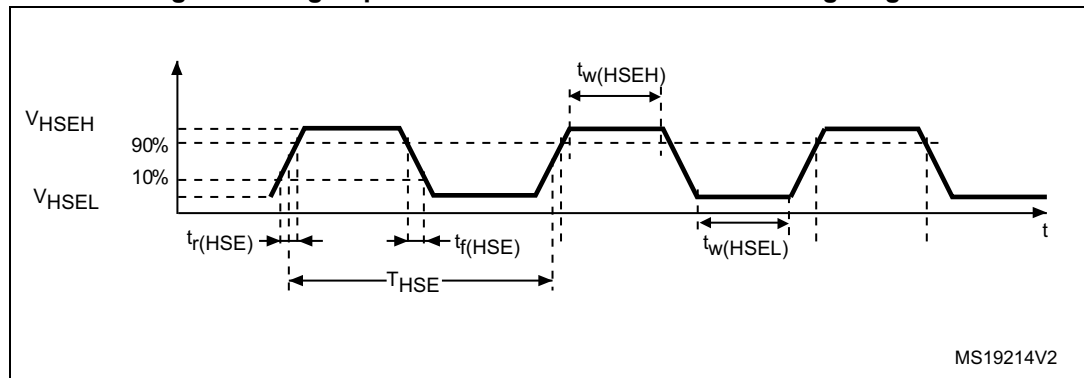 tw(HSEH)
VHSEH
90%
10%
VHSEL
tr(HSE)
tf(HSE)
tw(HSEL)
t
THSE
MS19214V2